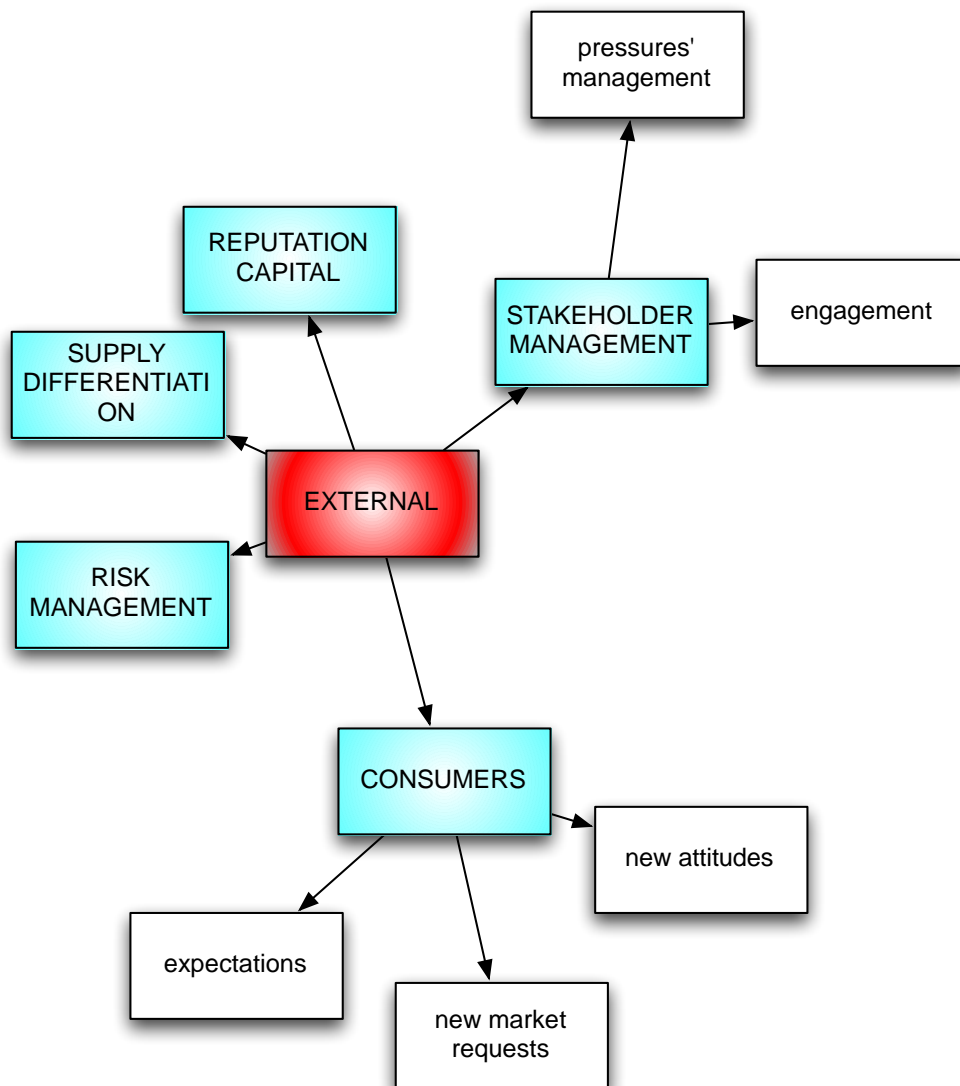 pressures'
management
REPUTATION
CAPITAL
STAKEHOLDER
MANAGEMENT
engagement
SUPPLY
DIFFERENTIATI
ON
EXTERNAL
RISK
MANAGEMENT
CONSUMERS
new attitudes
expectations
new market
requests